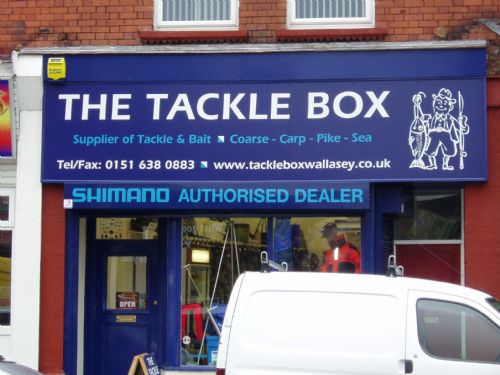 THE TACKLE BOX
Supplier of Tackle & Bait ▪ Coarse - Carp - Pike - Sea
Tel/Fax: 0151 638 0883 ▪ www.tackleboxwallasey.co.uk
SHIMANO AUTHORISED DEALER
OPEN